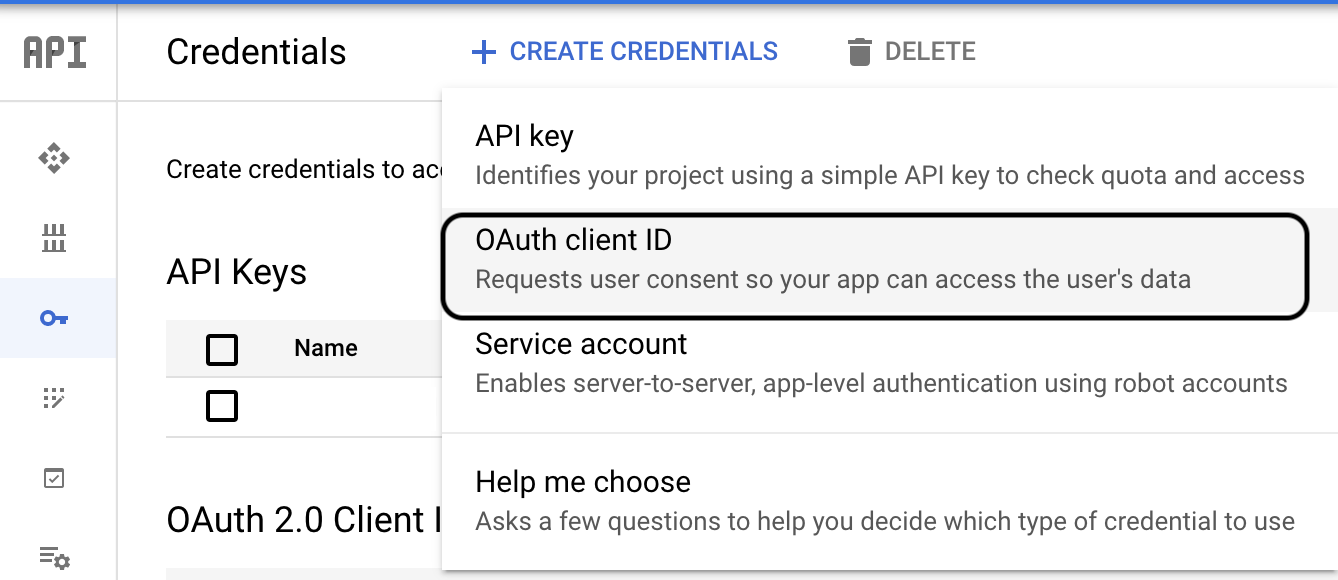 API
Credentials
CREATE CREDENTIALS
DELETE
API key
Identifies your project using a simple API key to check quota and access
Create credentials to acc
OAuth client ID
Requests user consent so your app can access the user's data
API Keys
Service account
Enables server-to-server, app-level authentication using robot accounts
Name
Help me choose
Asks a few questions to help you decide which type of credential to use
OAuth 2.0 Client I